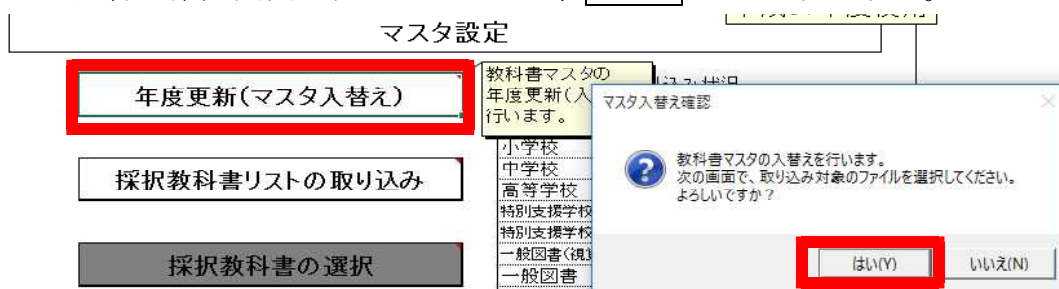 マスタ設定
年度更新(マスタ入替え)
教科書マスタの
年度更新(入
行います。
マスタ入替え確認
教科書マスタの入替えを行います。
次の画面で、取り込み対象のファイルを選択してください。
よろしいですか？
はい(Y)
いいえ(N)
採択教科書リストの取り込み
採択教科書の選択
小学校
中学校
高等学校
特別支援学校
特別支援学校
一般図書(視
一般図書